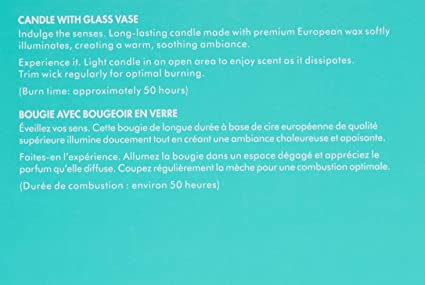 CANDLE WITH GLASS VASE
Indulge the senses. Long-lasting candle made with premium European wax softly
illuminates, creating a warm, soothing ambiance.
Experience it. Light candle in an open area to enjoy scent as it dissipates.
Trim wick regularly for optimal burning.
(Burn time: approximately 50 hours)
BOUGIE AVEC BOUGEOIR EN VERRE
Éveillez vos sens. Cette bougie de longue durée à base de cire européenne de qualité
supérieure illumine doucement tout en créant une ambiance chaleureuse et apaisante.
Faites-en l'expérience. Allumez la bougie dans un espace dégagé et appréciez le
parfum qu'elle diffuse. Coupez régulièrement la mèche pour une combustion optimale.
(Durée de combustion : environ 50 heures)